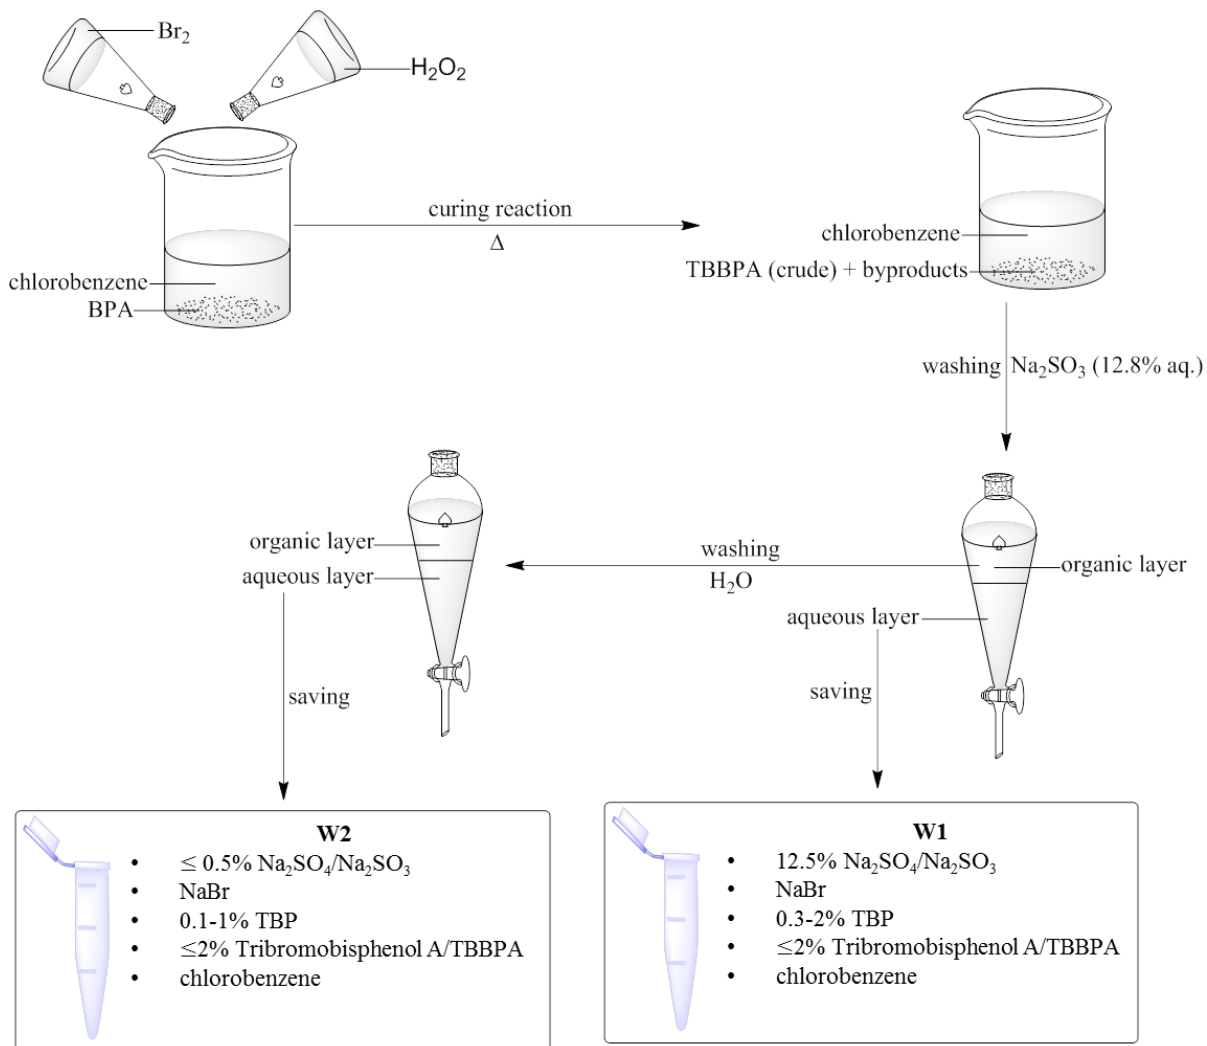 Br₂
H₂O₂
chlorobenzene
BPA
curing reaction
Δ
chlorobenzene
TBBPA (crude) + byproducts
washing Na₂SO₃ (12.8% aq.)
organic layer
aqueous layer
washing
H₂O
organic layer
aqueous layer
saving
saving
W2
• ≤ 0.5% Na₂SO₄/Na₂SO₃
• NaBr
• 0.1-1% TBP
• ≤2% Tribromobisphenol A/TBBPA
• chlorobenzene
W1
• 12.5% Na₂SO₄/Na₂SO₃
• NaBr
• 0.3-2% TBP
• ≤2% Tribromobisphenol A/TBBPA
• chlorobenzene